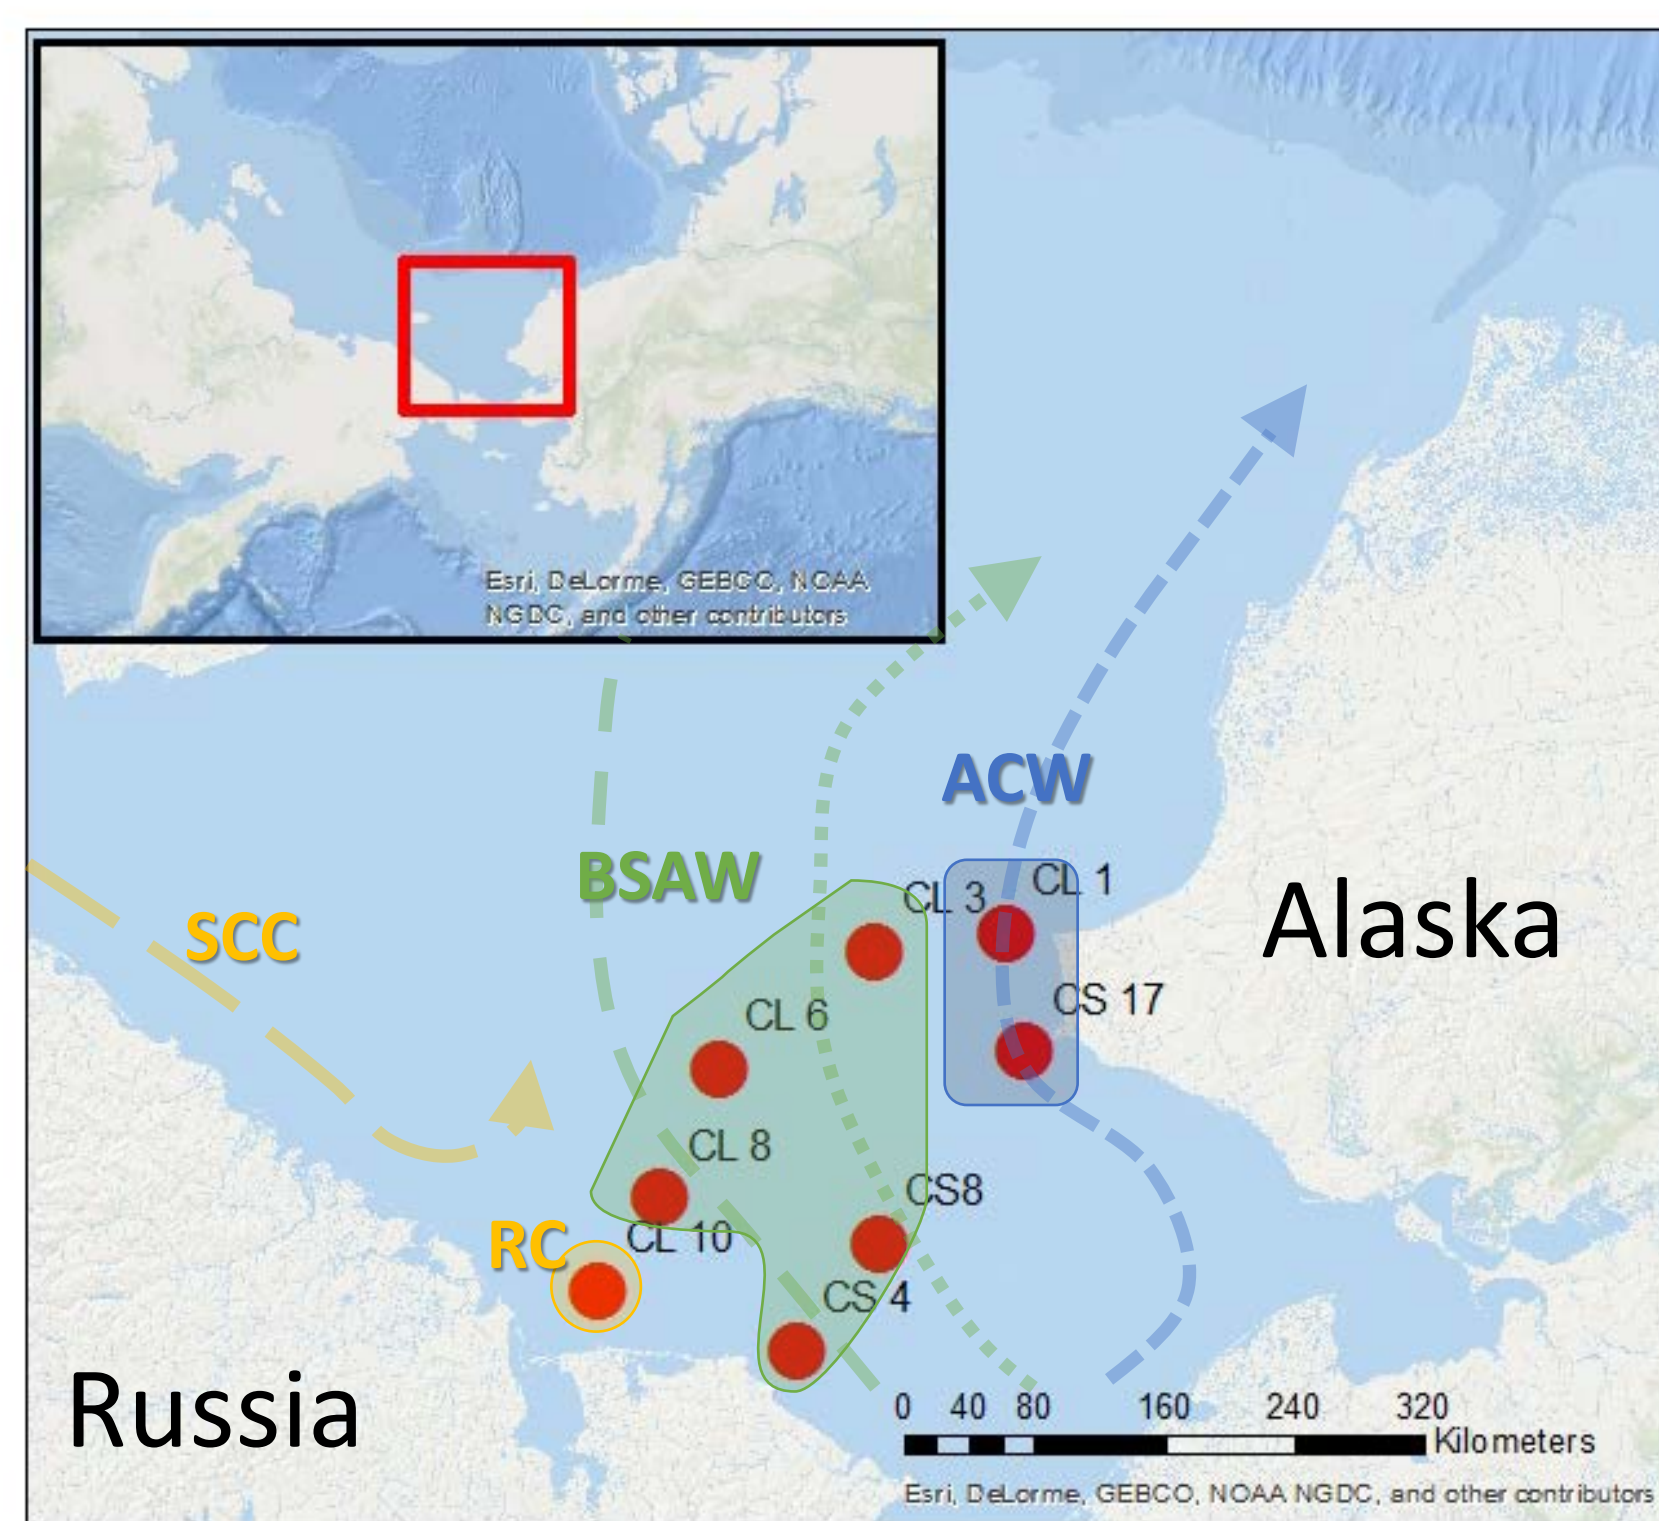 Esri, DeLorme, GEBCO, NOAA
NGDC, and other contributors
ACW
BSAW
CL 3
CL 1
SCC
Alaska
CL 6
CS 17
CL 8
CS8
RC
CL 10
CS 4
Russia
0 40 80 160 240 320
Kilometers
Esri, DeLorme, GEBCO, NOAA NGDC, and other contributors